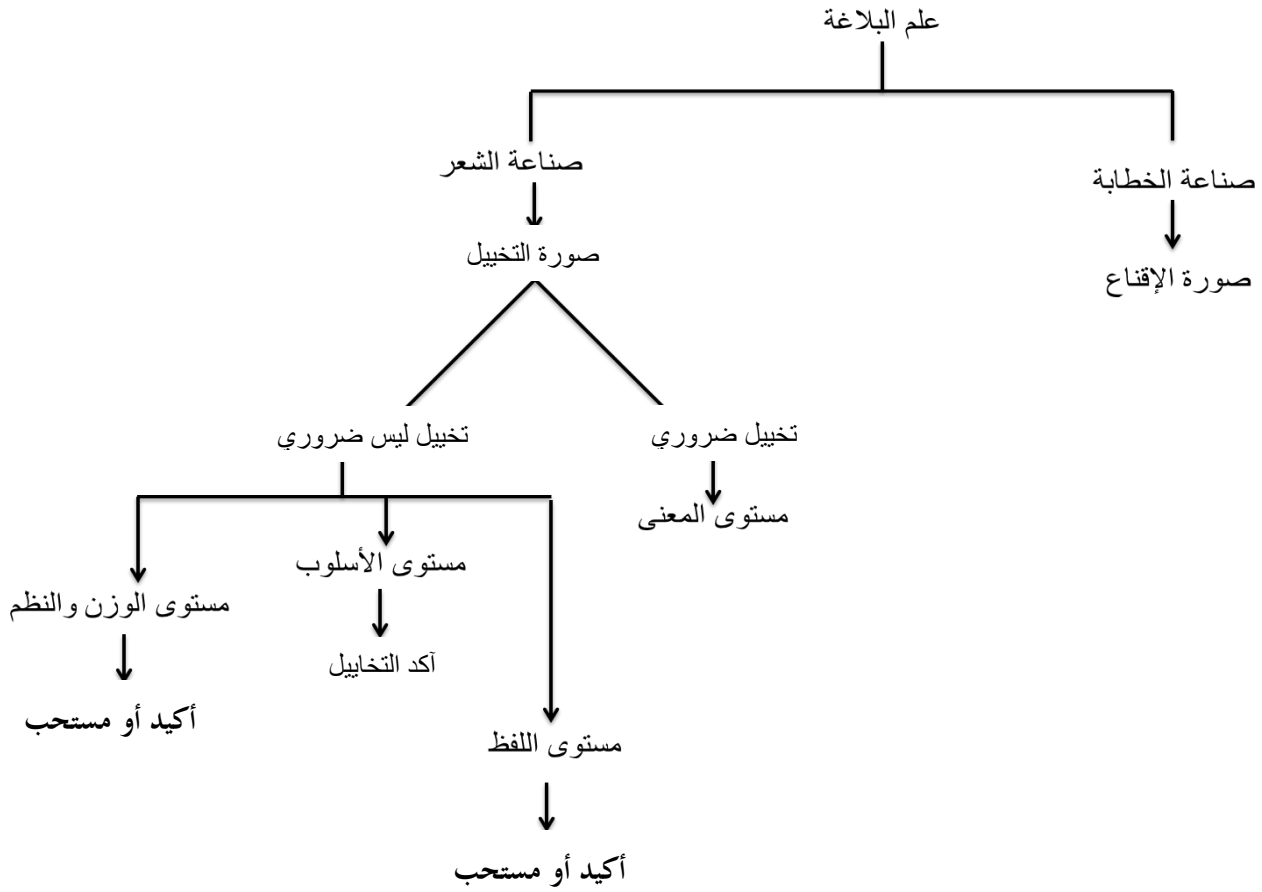 علم البلاغة
صناعة الخطابة
صناعة الشعر
صورة الإقناع
صورة التخييل
تخييل ضروري
تخييل ليس ضروري
مستوى المعنى
مستوى الأسلوب
مستوى الوزن والنظم
آكد التخاييل
أكيد أو مستحب
مستوى اللفظ
أكيد أو مستحب